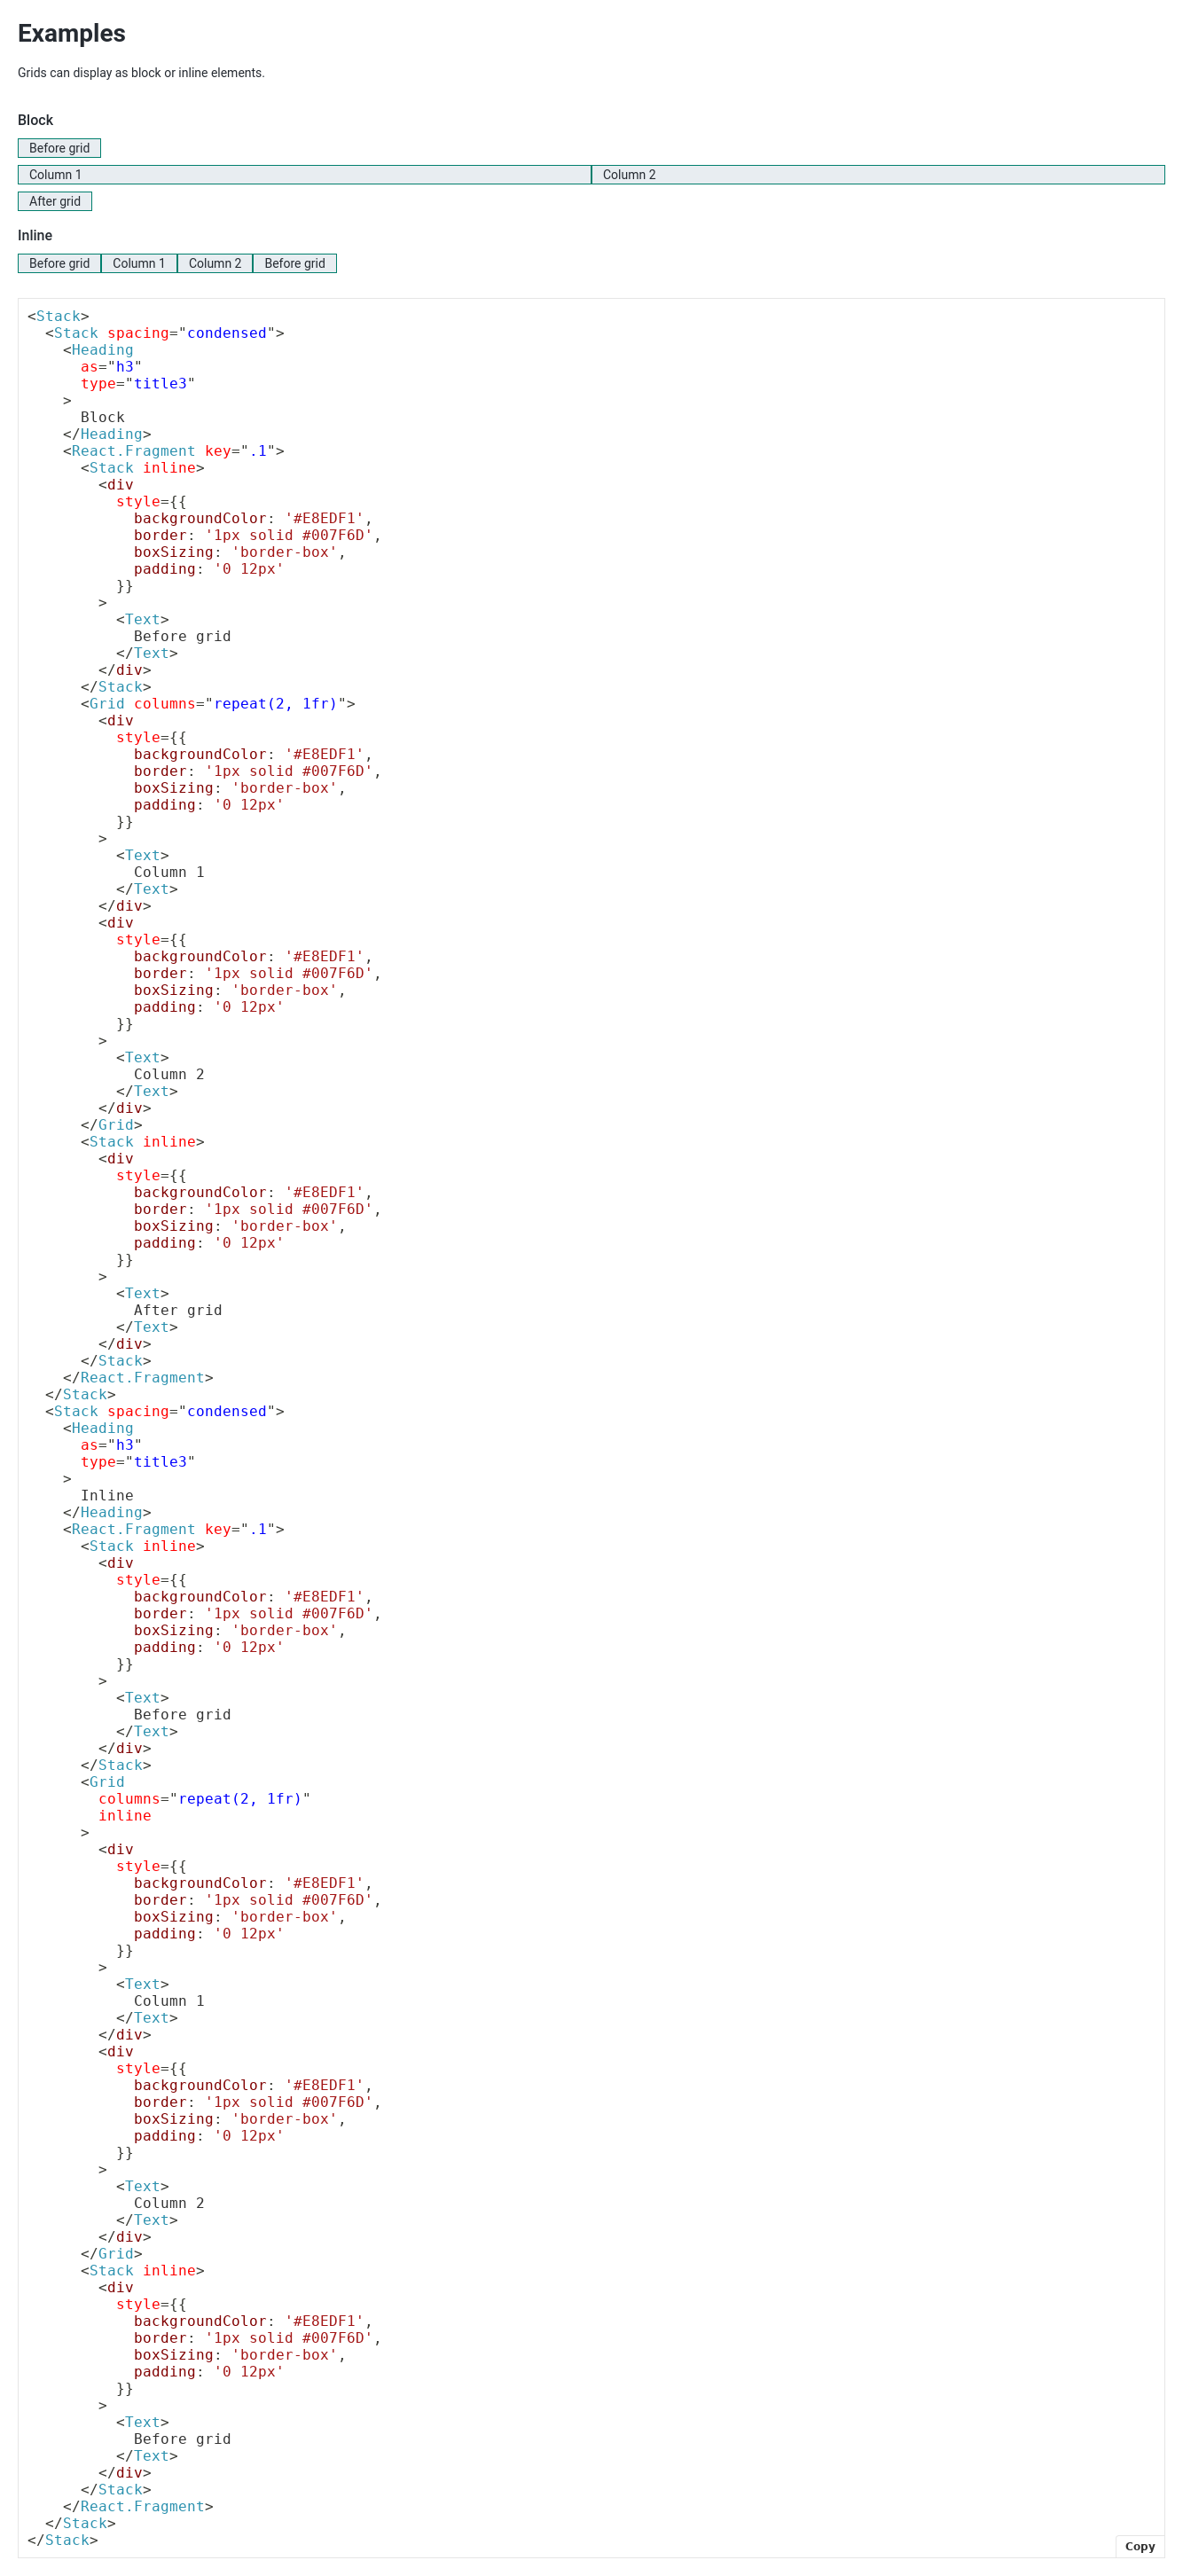 Examples
Grids can display as block or inline elements.
Block
Before grid
Column 1 Column 2
After grid
Inline
Before grid Column 1 Column 2 Before grid
<Stack>
  <Stack spacing="condensed">
    <Heading
      as="h3"
      type="title3"
    >
      Block
    </Heading>
    <React.Fragment key=".1">
      <Stack inline>
        <div
          style={{
            backgroundColor: '#E8EDF1',
            border: '1px solid #007F6D',
            boxSizing: 'border-box',
            padding: '0 12px'
          }}
        >
          <Text>
            Before grid
          </Text>
        </div>
      </Stack>
      <Grid columns="repeat(2, 1fr)">
        <div
          style={{
            backgroundColor: '#E8EDF1',
            border: '1px solid #007F6D',
            boxSizing: 'border-box',
            padding: '0 12px'
          }}
        >
          <Text>
            Column 1
          </Text>
        </div>
        <div
          style={{
            backgroundColor: '#E8EDF1',
            border: '1px solid #007F6D',
            boxSizing: 'border-box',
            padding: '0 12px'
          }}
        >
          <Text>
            Column 2
          </Text>
        </div>
      </Grid>
      <Stack inline>
        <div
          style={{
            backgroundColor: '#E8EDF1',
            border: '1px solid #007F6D',
            boxSizing: 'border-box',
            padding: '0 12px'
          }}
        >
          <Text>
            After grid
          </Text>
        </div>
      </Stack>
    </React.Fragment>
  </Stack>
  <Stack spacing="condensed">
    <Heading
      as="h3"
      type="title3"
    >
      Inline
    </Heading>
    <React.Fragment key=".1">
      <Stack inline>
        <div
          style={{
            backgroundColor: '#E8EDF1',
            border: '1px solid #007F6D',
            boxSizing: 'border-box',
            padding: '0 12px'
          }}
        >
          <Text>
            Before grid
          </Text>
        </div>
      </Stack>
      <Grid
        columns="repeat(2, 1fr)"
        inline
      >
        <div
          style={{
            backgroundColor: '#E8EDF1',
            border: '1px solid #007F6D',
            boxSizing: 'border-box',
            padding: '0 12px'
          }}
        >
          <Text>
            Column 1
          </Text>
        </div>
        <div
          style={{
            backgroundColor: '#E8EDF1',
            border: '1px solid #007F6D',
            boxSizing: 'border-box',
            padding: '0 12px'
          }}
        >
          <Text>
            Column 2
          </Text>
        </div>
      </Grid>
      <Stack inline>
        <div
          style={{
            backgroundColor: '#E8EDF1',
            border: '1px solid #007F6D',
            boxSizing: 'border-box',
            padding: '0 12px'
          }}
        >
          <Text>
            Before grid
          </Text>
        </div>
      </Stack>
    </React.Fragment>
  </Stack>
</Stack>
Copy